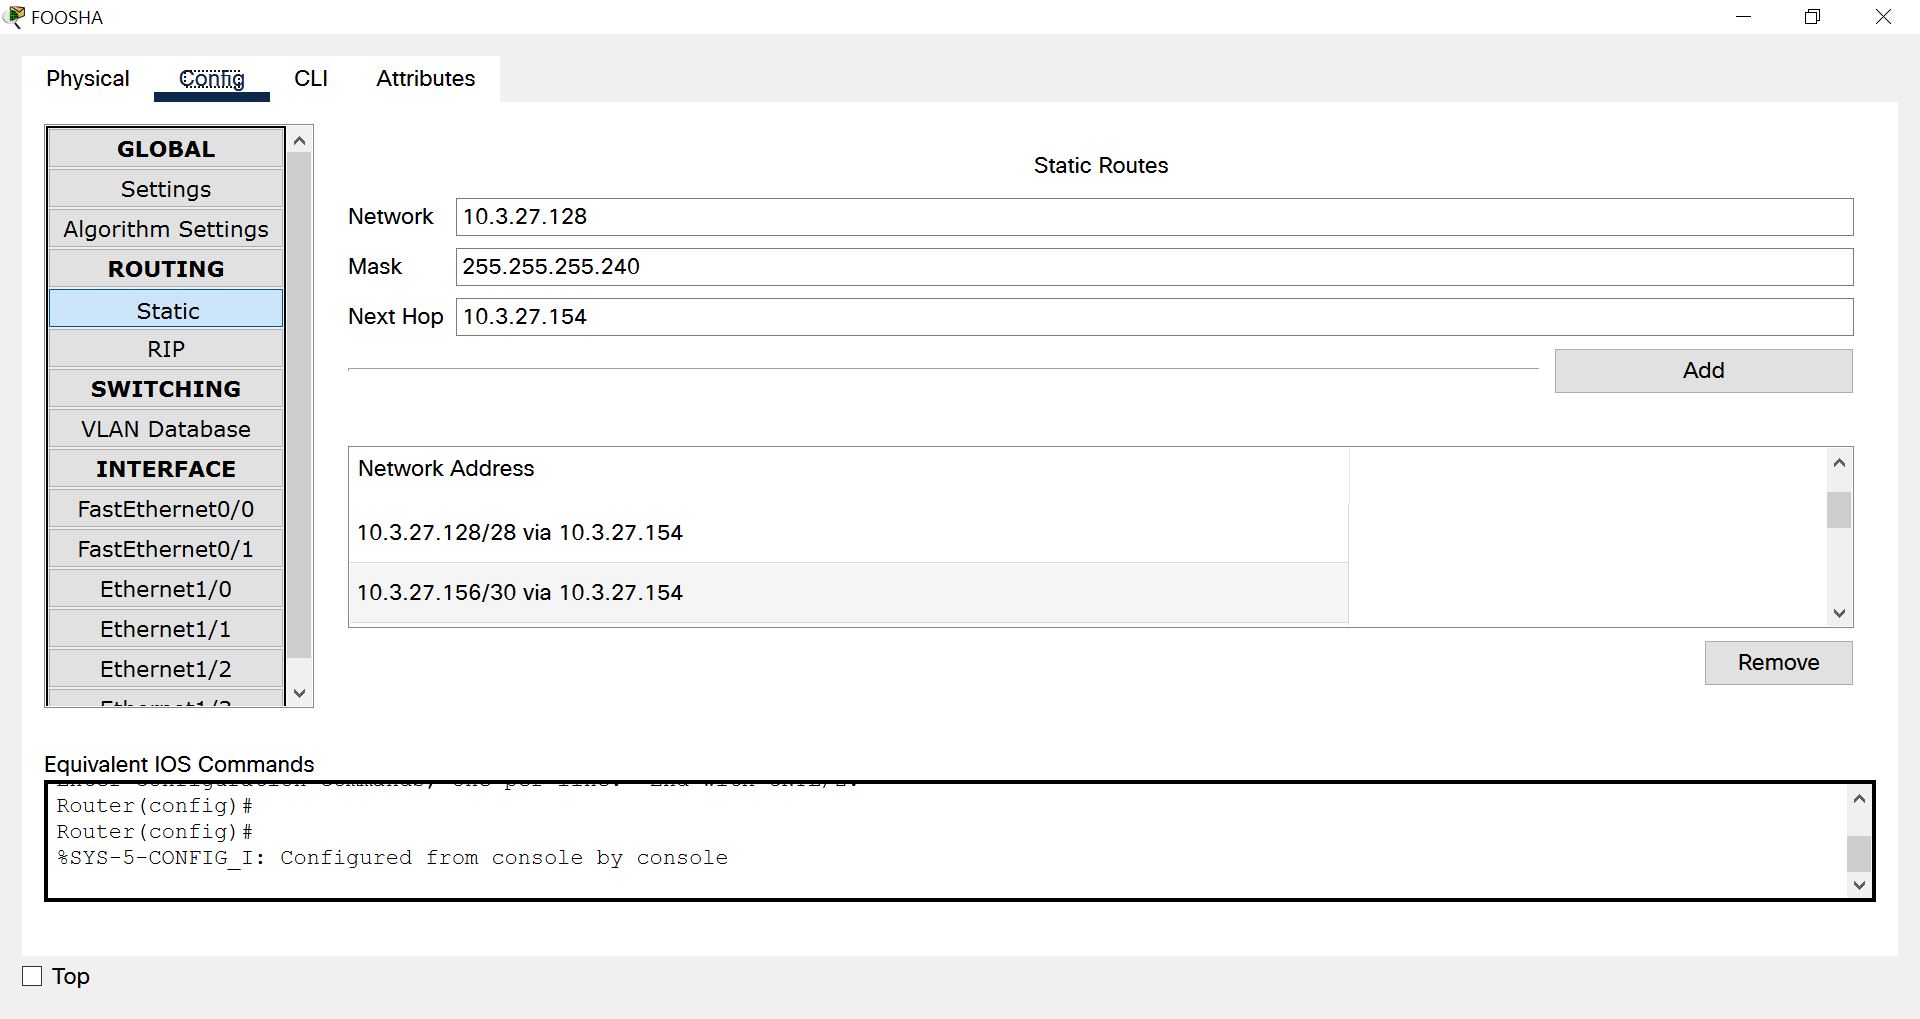 FOOSHA
Physical Config CLI Attributes
GLOBAL
Settings
Algorithm Settings
ROUTING
Static
RIP
SWITCHING
VLAN Database
INTERFACE
FastEthernet0/0
FastEthernet0/1
Ethernet1/0
Ethernet1/1
Ethernet1/2
Static Routes
Network 10.3.27.128
Mask 255.255.255.240
Next Hop 10.3.27.154
Add
Network Address
10.3.27.128/28 via 10.3.27.154
10.3.27.156/30 via 10.3.27.154
Remove
Equivalent IOS Commands
Router(config)#
Router(config)#
%SYS-5-CONFIG_I: Configured from console by console
Top